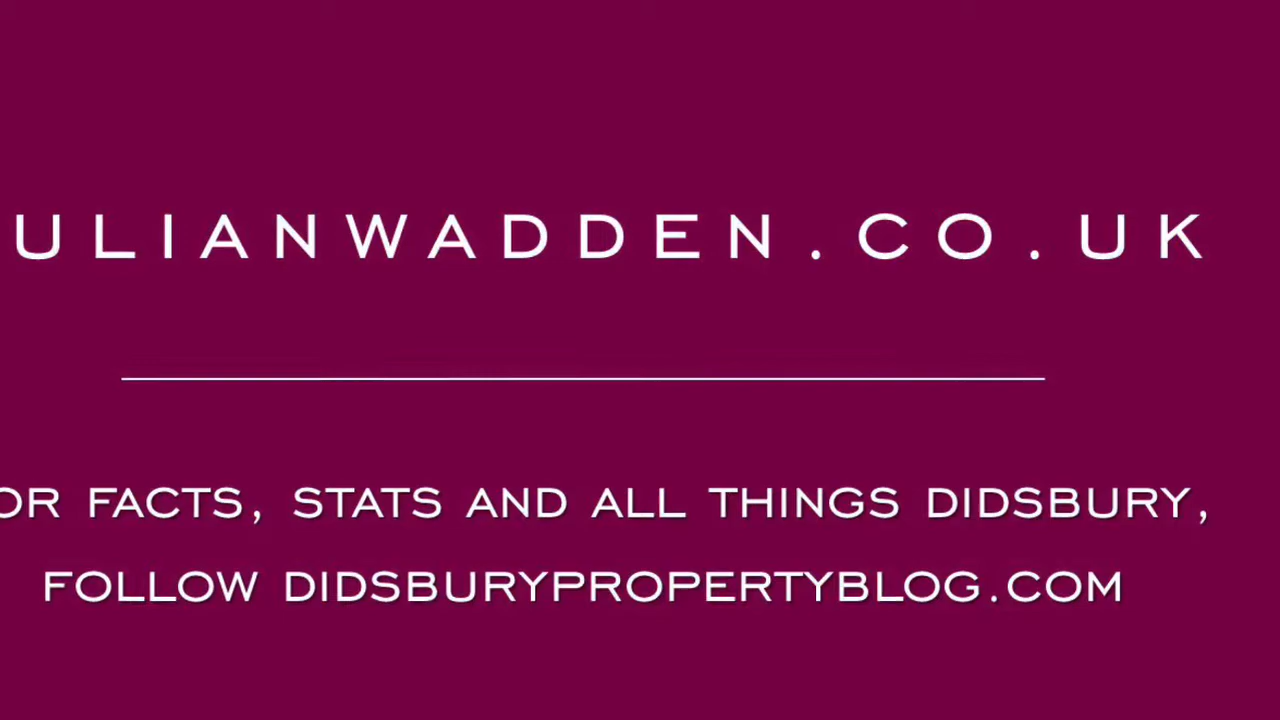 ULIANWADDEN.CO.UK
OR FACTS, STATS AND ALL THINGS DIDSBURY,
FOLLOW DIDSBURYPROPERTYBLOG.COM